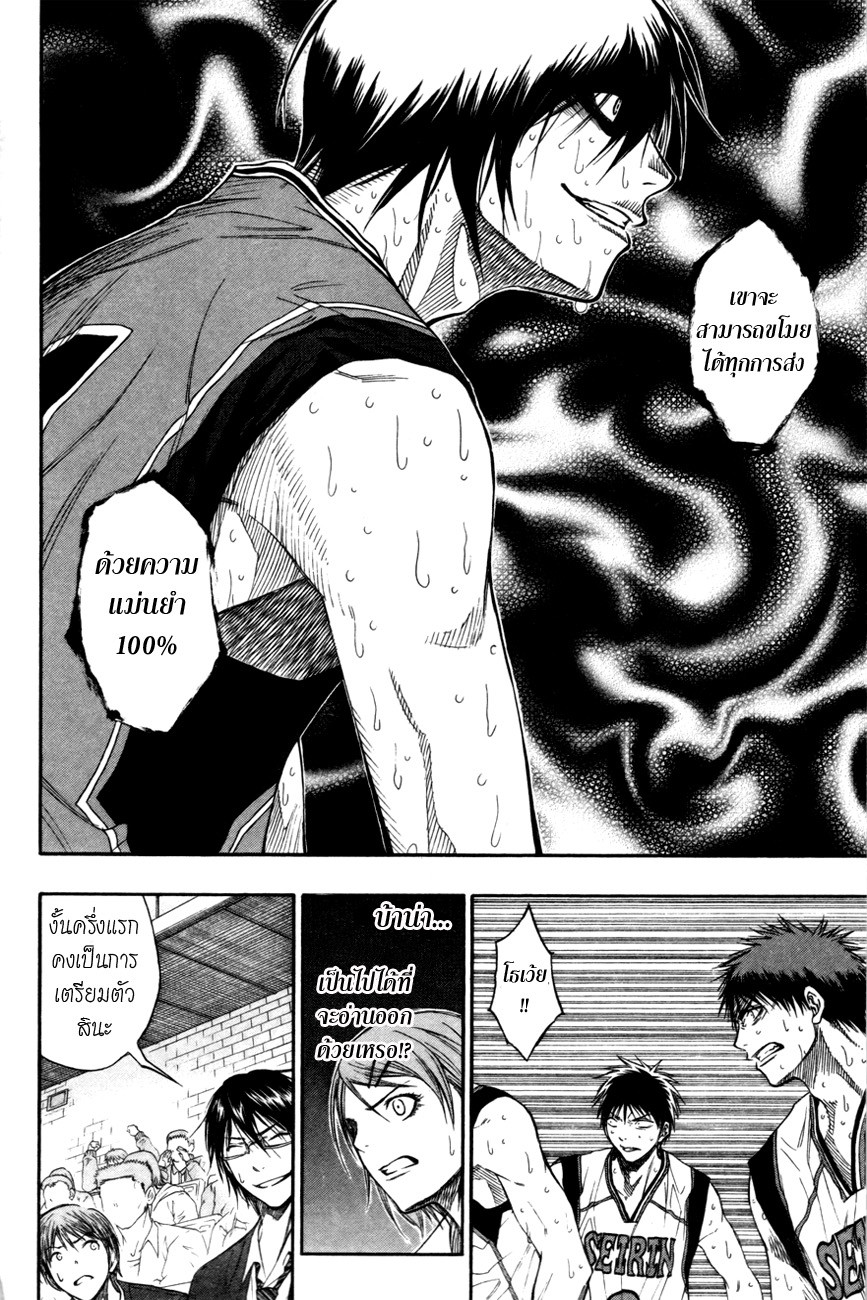 เขาจะ
สามารถขโมย
ได้ทุกการส่ง
ด้วยความ
แม่นยำ
100%
โธเว้ย
!!
SEIRIN
SEIRIN
บ้าน่า...
เป็นไปได้ที่
จะอ่านออก
ด้วยเหรอ!?
งั้นครึ่งแรก
คงเป็นการ
เตรียมตัว
สินะ